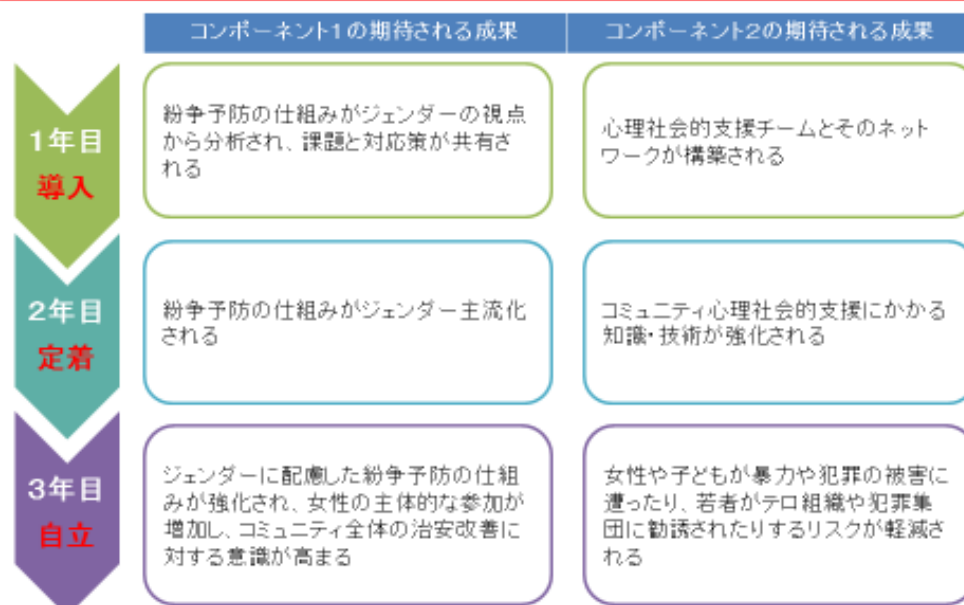 コンポーネント1の期待される成果
コンポーネント2の期待される成果
1年目
導入
紛争予防の仕組みがジェンダーの視点
から分析され、課題と対応策が共有さ
れる
心理社会的支援チームとそのネット
ワークが構築される
2年目
定着
紛争予防の仕組みがジェンダー主流化
される
コミュニティ心理社会的支援にかかる
知識・技術が強化される
3年目
自立
ジェンダーに配慮した紛争予防の仕組
みが強化され、女性の主体的な参加が
増加し、コミュニティ全体の治安改善に
対する意識が高まる
女性や子どもが暴力や犯罪の被害に
遭ったり、若者がテロ組織や犯罪集
団に勧誘されたりするリスクが軽減さ
れる